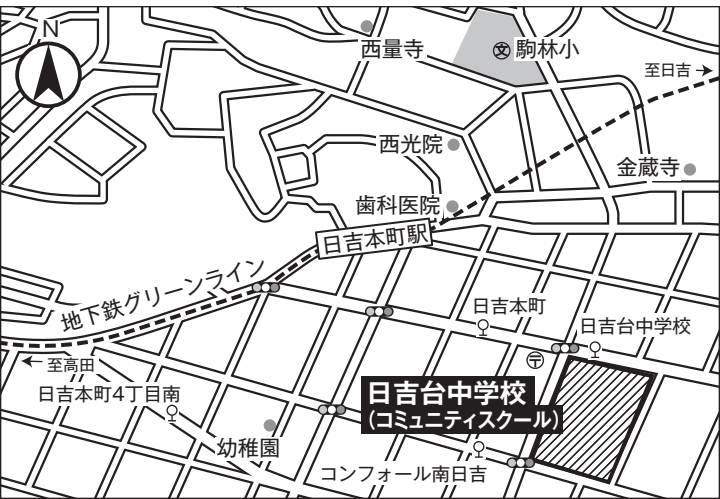 N
西量寺
文 駒林小
至日吉
西光院
金蔵寺
歯科医院
日吉本町駅
地下鉄グリーンライン
日吉本町
日吉台中学校
〒
至高田
日吉台中学校
(コミュニティスクール)
日吉本町4丁目南
幼稚園
コンフォール南日吉